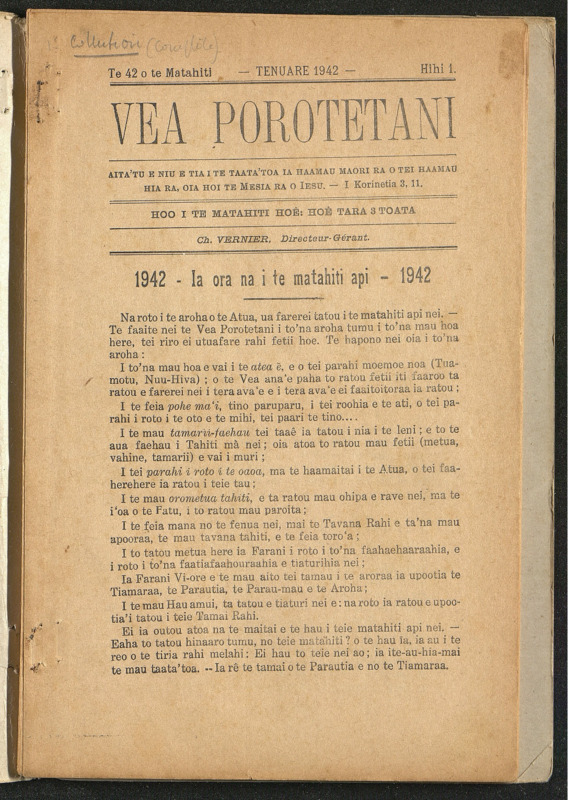 Collection (Complète)
Te 42 o te Matahiti — TENUARE 1942 — Hihi 1.
VEA POROTETANI
AITA'TU E NIU E TIA I TE TAATA'TOA IA HAAMAU MAORI RA O TEI HAAMAU
HIA RA, OIA HOI TE MESIA RA O IESU. — I Korinetia 3, 11.
HOO I TE MATAHITI HOÊ: HOÊ TARA 3 TOATA
Ch. VERNIER, Directeur-Gérant.
1942 - Ia ora na i te matahiti api - 1942
Na roto i te aroha o te Atua, ua farerei tatou i te matahiti api nei. —
Te faaite nei te Vea Porotetani i to'na aroha tumu i to'na mau hoa
here, tei riro ei utuafare rahi fetii hoe. Te hapono nei oia i to'na
aroha :
I to'na mau hoa e vai i te atea ê, e o tei parahi moemoe noa (Tua-
motu, Nuu-Hiva) ; o te Vea ana'e paha to ratou fetii iti faaroo ta
ratou e farerei nei i tera ava'e e i tera ava'e ei faaitoitoraa ia ratou ;
I te feia pohe ma'i, tino paruparu, i tei roohia e te ati, o tei pa-
rahi i roto i te oto e te mihi, tei paari te tino....
I te mau tamarii-faehau tei taaê ia tatou i nia i te leni ; e to te
aua faehau i Tahiti mà nei ; oia atoa to ratou mau fetii (metua,
vahine, tamarii) e vai i muri ;
I tei parahi i roto i te oaoa, ma te haamaitai i te Atua, o tei faa-
herehere ia ratou i teie tau ;
I te mau orometua tahiti, e ta ratou mau ohipa e rave nei, ma te
i'oa o te Fatu, i to ratou mau paroita ;
I te feia mana no te fenua nei, mai te Tavana Rahi e ta'na mau
apooraa, te mau tavana tahiti, e te feia toro'a ;
I to tatou metua here ia Farani i roto i to'na faahaehaaraahia, e
i roto i to'na faatiafaahouraahia e tiaturihia nei ;
Ia Farani Vi-ore e te mau aito tei tamau i te aroraa ia upootia te
Tiamaraa, te Parautia, te Parau-mau e te Aroha ;
I te mau Hau amui, ta tatou e tiaturi nei e : na roto ia ratou e upoo-
tia'i tatou i teie Tamai Rahi.
Ei ia outou atoa na te maitai e te hau i teie matahiti api nei. —
Eaha to tatou hinaaro tumu, no teie matahiti ? o te hau ia, ia au i te
reo o te tiria rahi melahi : Ei hau to teie nei ao ; ia ite-au-hia-mai
te mau taata'toa. -- Ia rê te tamai o te Parautia e no te Tiamaraa.